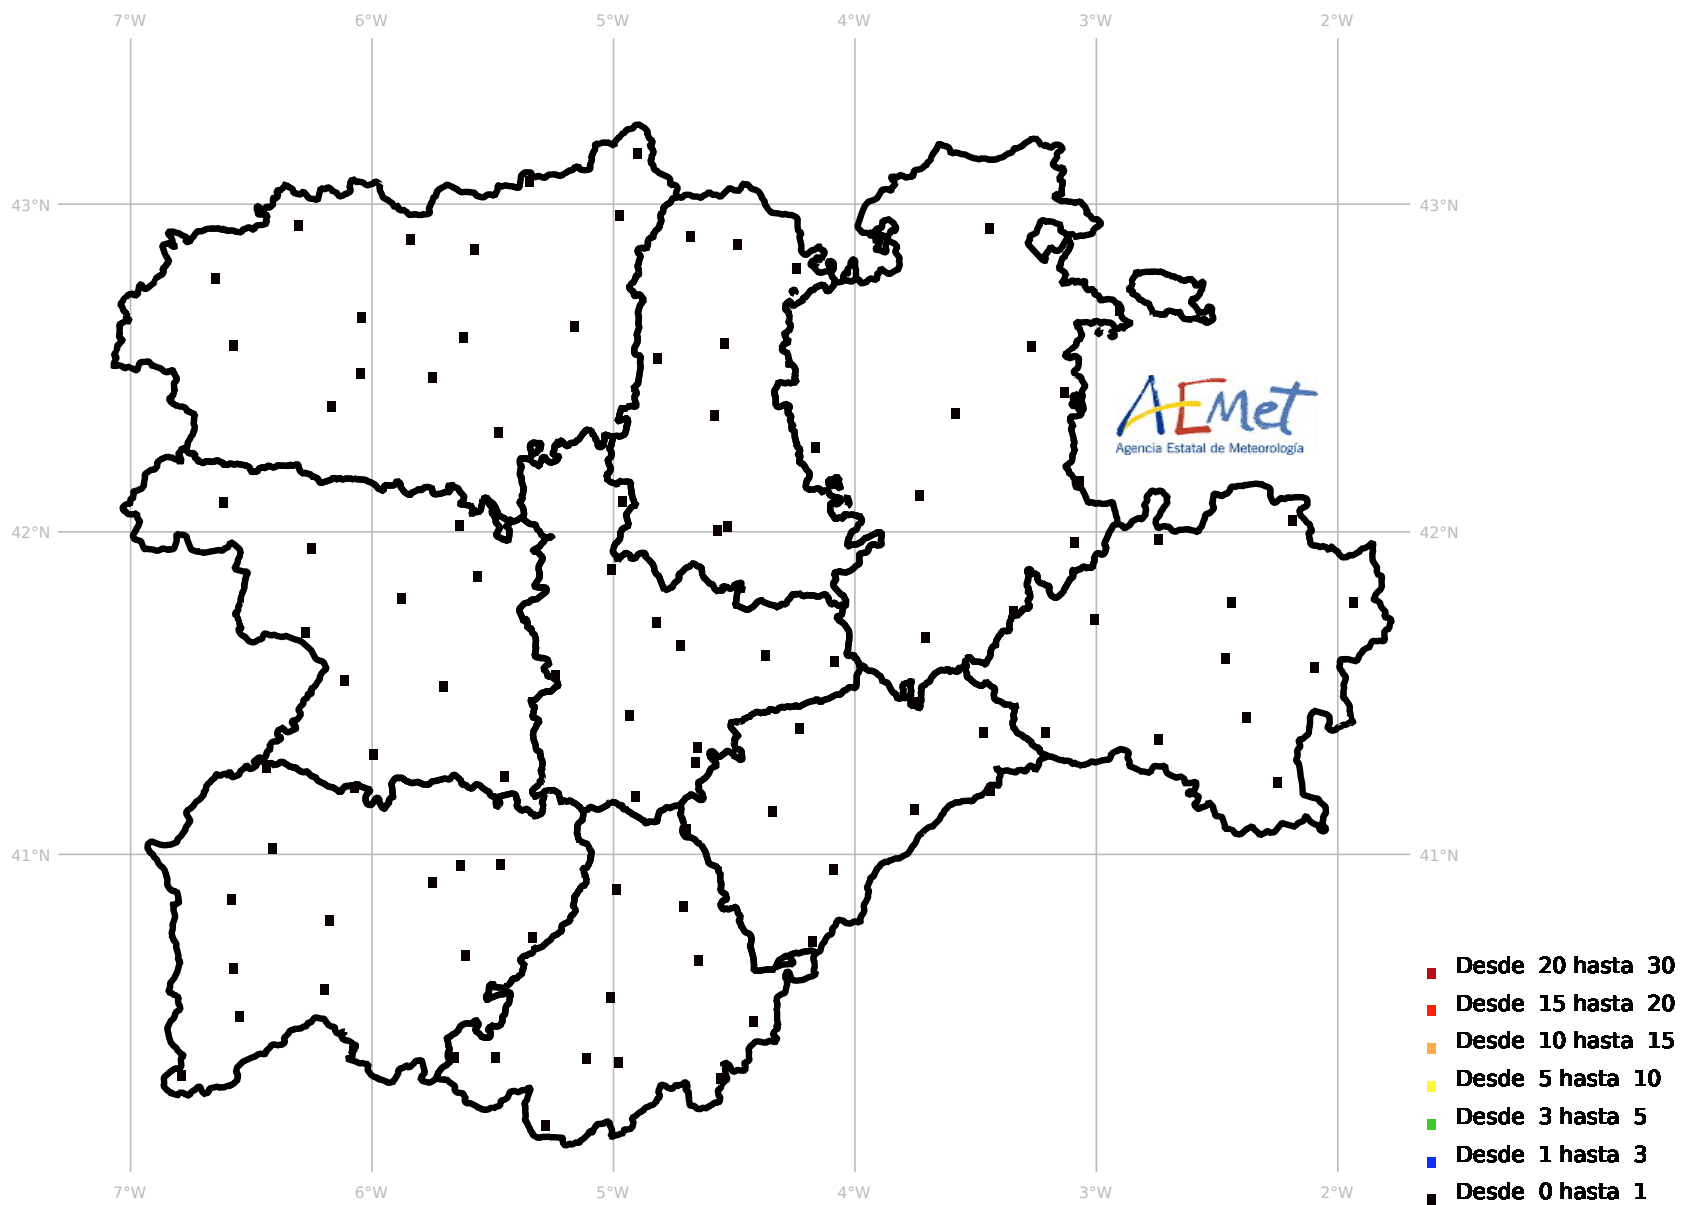 7°W 6°W 5°W 4°W 3°W 2°W
43°N 43°N
AEMet
Agencia Estatal de Meteorología
42°N 42°N
41°N 41°N
Desde 20 hasta 30
Desde 15 hasta 20
Desde 10 hasta 15
Desde 5 hasta 10
Desde 3 hasta 5
Desde 1 hasta 3
Desde 0 hasta 1
7°W 6°W 5°W 4°W 3°W 2°W